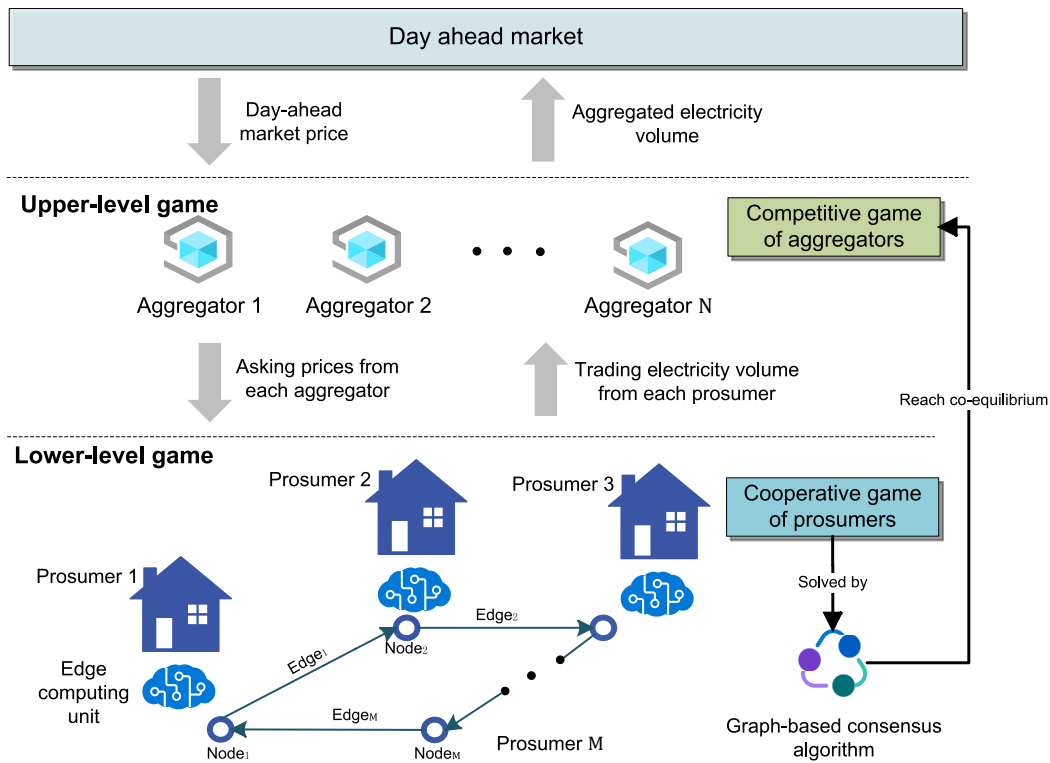 Day ahead market
Day-ahead
market price
Aggregated electricity
volume
Upper-level game
Competitive game
of aggregators
Aggregator 1
Aggregator 2
Aggregator N
Asking prices from
each aggregator
Trading electricity volume
from each prosumer
Reach co-equilibrium
Lower-level game
Prosumer 2
Prosumer 3
Cooperative game
of prosumers
Prosumer 1
Solved by
Edge₂
Edge₁
Node₂
Edge
computing
unit
Edgeₘ
Node₁
Nodeₘ
Prosumer M
Graph-based consensus
algorithm